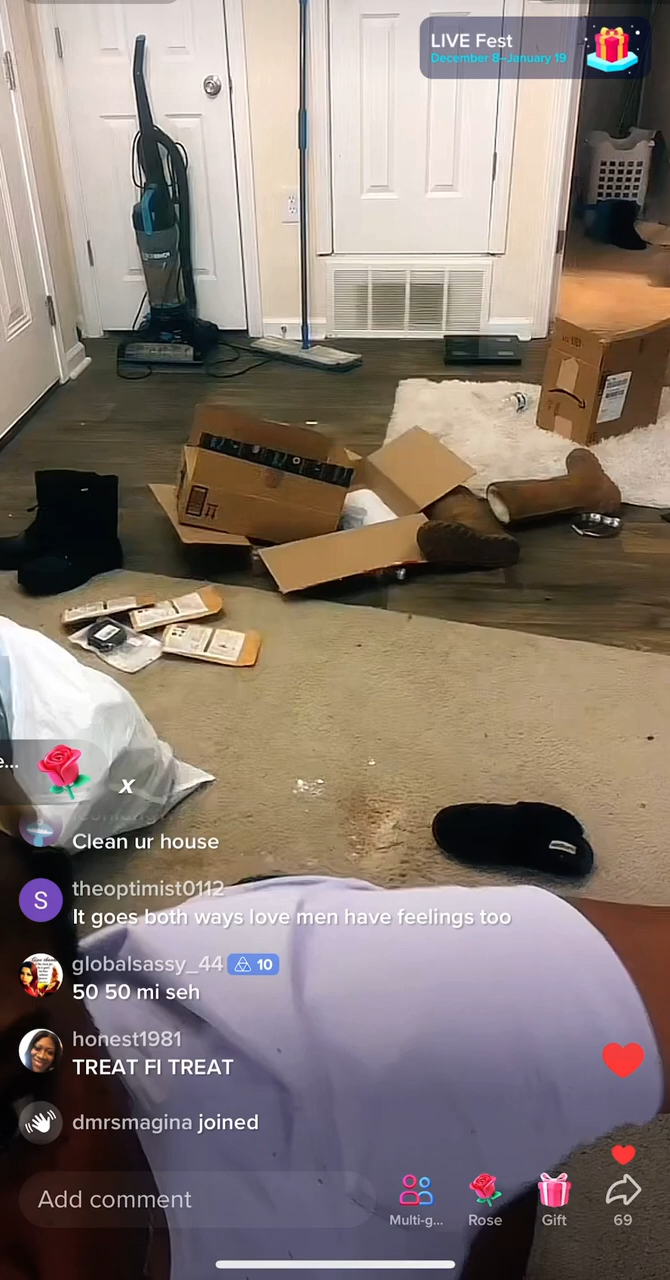 LIVE Fest
December 8–January 19
e...
x
Clean ur house
S
theoptimist0112
It goes both ways love men have feelings too
globalsassy_44
10
50 50 mi seh
honest1981
TREAT FI TREAT
dmrsmagina joined
Add comment
Multi-g...
Rose
Gift
69